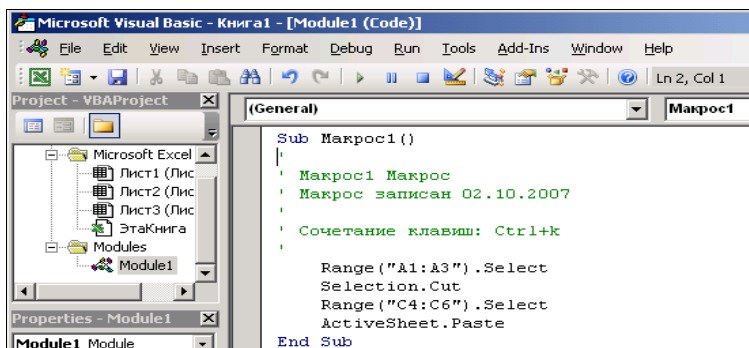 Microsoft Visual Basic - Книга1 - [Module1 (Code)]
File Edit View Insert Format Debug Run Tools Add-Ins Window Help
Ln 2, Col 1
Project - VBAProject
(General) Макрос1
Microsoft Excel
Лист1 (Лис
Лист2 (Лис
Лист3 (Лис
ЭтаКнига
Modules
Module1
Properties - Module1
Module1 Module
Sub Макрос1()
'
' Макрос1 Макрос
' Макрос записан 02.10.2007
'
' Сочетание клавиш: Ctrl+k
'
Range("A1:A3").Select
Selection.Cut
Range("C4:C6").Select
ActiveSheet.Paste
End Sub